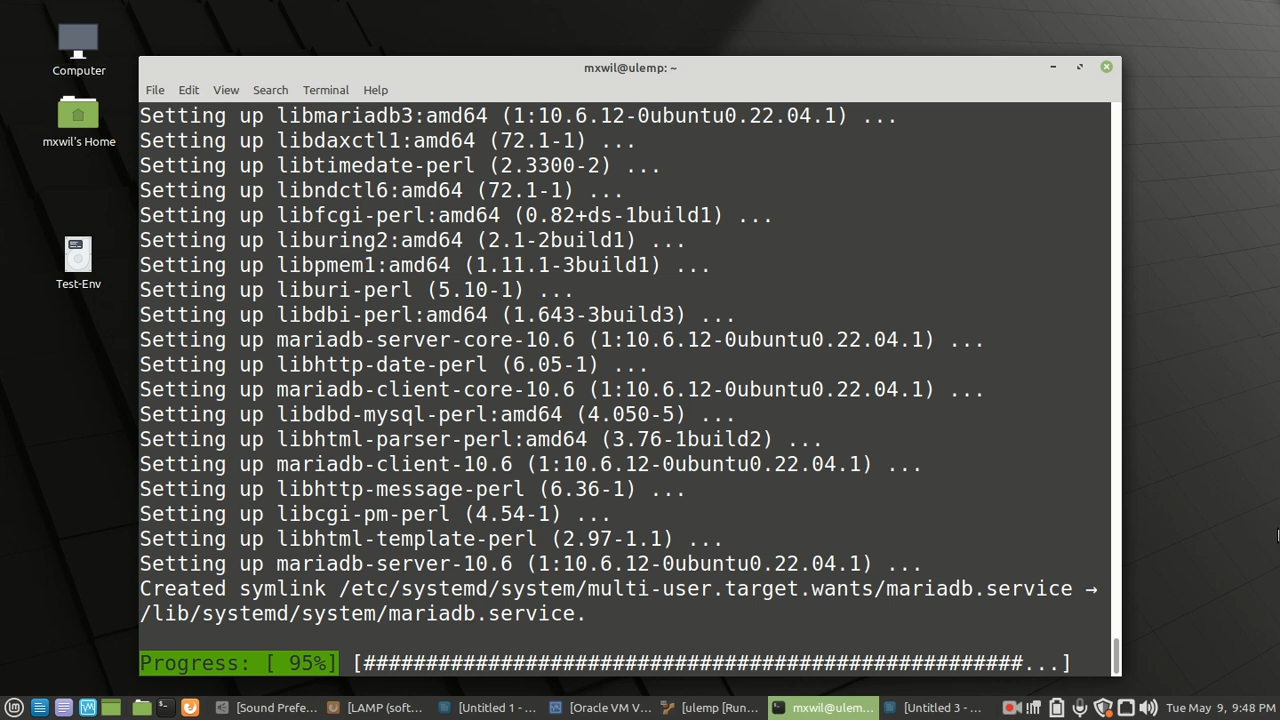 Computer
mxwil's Home
Test-Env
mxwil@ulemp: ~
File Edit View Search Terminal Help
Setting up libmariadb3:amd64 (1:10.6.12-0ubuntu0.22.04.1) ...
Setting up libdaxctl1:amd64 (72.1-1) ...
Setting up libtimedate-perl (2.3300-2) ...
Setting up libndctl6:amd64 (72.1-1) ...
Setting up libfcgi-perl:amd64 (0.82+ds-1build1) ...
Setting up liburing2:amd64 (2.1-2build1) ...
Setting up libpmem1:amd64 (1.11.1-3build1) ...
Setting up liburi-perl (5.10-1) ...
Setting up libdbi-perl:amd64 (1.643-3build3) ...
Setting up mariadb-server-core-10.6 (1:10.6.12-0ubuntu0.22.04.1) ...
Setting up libhttp-date-perl (6.05-1) ...
Setting up mariadb-client-core-10.6 (1:10.6.12-0ubuntu0.22.04.1) ...
Setting up libdbd-mysql-perl:amd64 (4.050-5) ...
Setting up libhtml-parser-perl:amd64 (3.76-1build2) ...
Setting up mariadb-client-10.6 (1:10.6.12-0ubuntu0.22.04.1) ...
Setting up libhttp-message-perl (6.36-1) ...
Setting up libcgi-pm-perl (4.54-1) ...
Setting up libhtml-template-perl (2.97-1.1) ...
Setting up mariadb-server-10.6 (1:10.6.12-0ubuntu0.22.04.1) ...
Created symlink /etc/systemd/system/multi-user.target.wants/mariadb.service →
/lib/systemd/system/mariadb.service.
Progress: [ 95%] [#####################################################...]
[Sound Prefe... [LAMP (soft... [Untitled 1 - ... [Oracle VM V... [ulemp [Run... mxwil@ulem... [Untitled 3 - ... Tue May 9, 9:48 PM